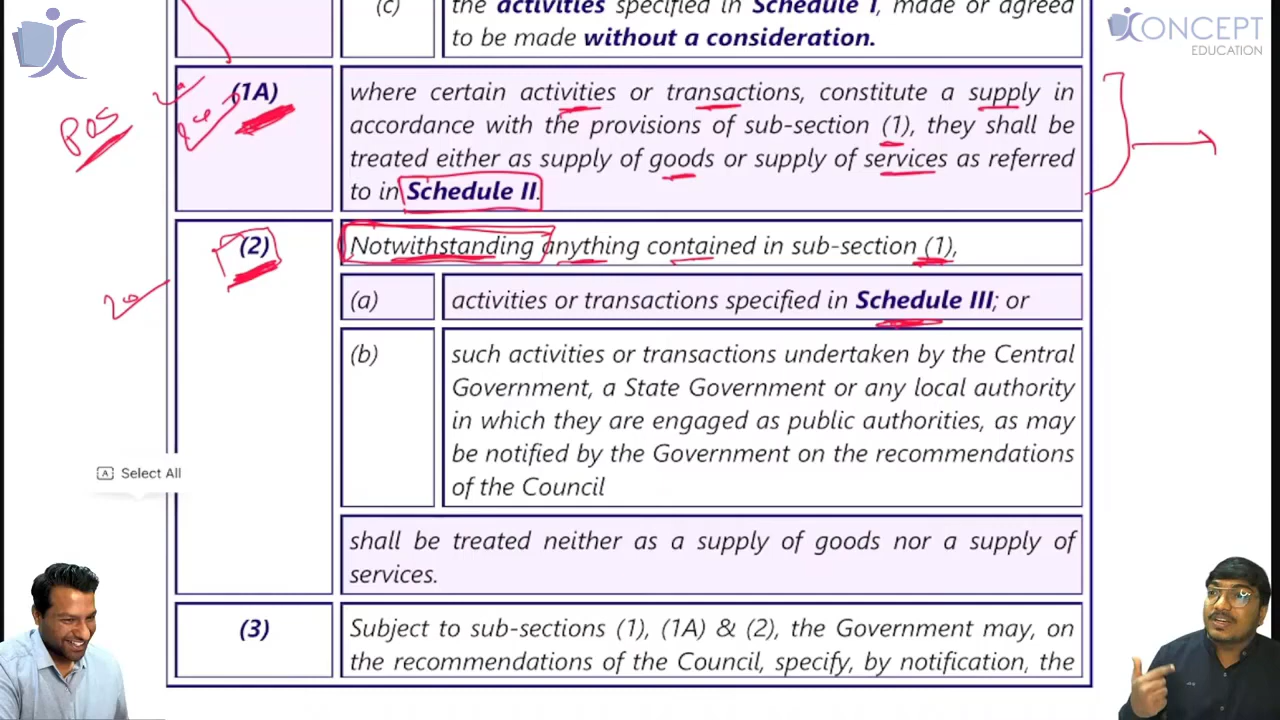 (c)
the activities specified in Schedule I, made or agreed
to be made without a consideration.
CONCEPT
EDUCATION
POS
(1A)
where certain activities or transactions, constitute a supply in
accordance with the provisions of sub-section (1), they shall be
treated either as supply of goods or supply of services as referred
to in Schedule II.
(2)
Notwithstanding anything contained in sub-section (1),
(a)
activities or transactions specified in Schedule III; or
(b)
such activities or transactions undertaken by the Central
Government, a State Government or any local authority
in which they are engaged as public authorities, as may
be notified by the Government on the recommendations
of the Council
A Select All
shall be treated neither as a supply of goods nor a supply of
services.
(3)
Subject to sub-sections (1), (1A) & (2), the Government may, on
the recommendations of the Council, specify, by notification, the